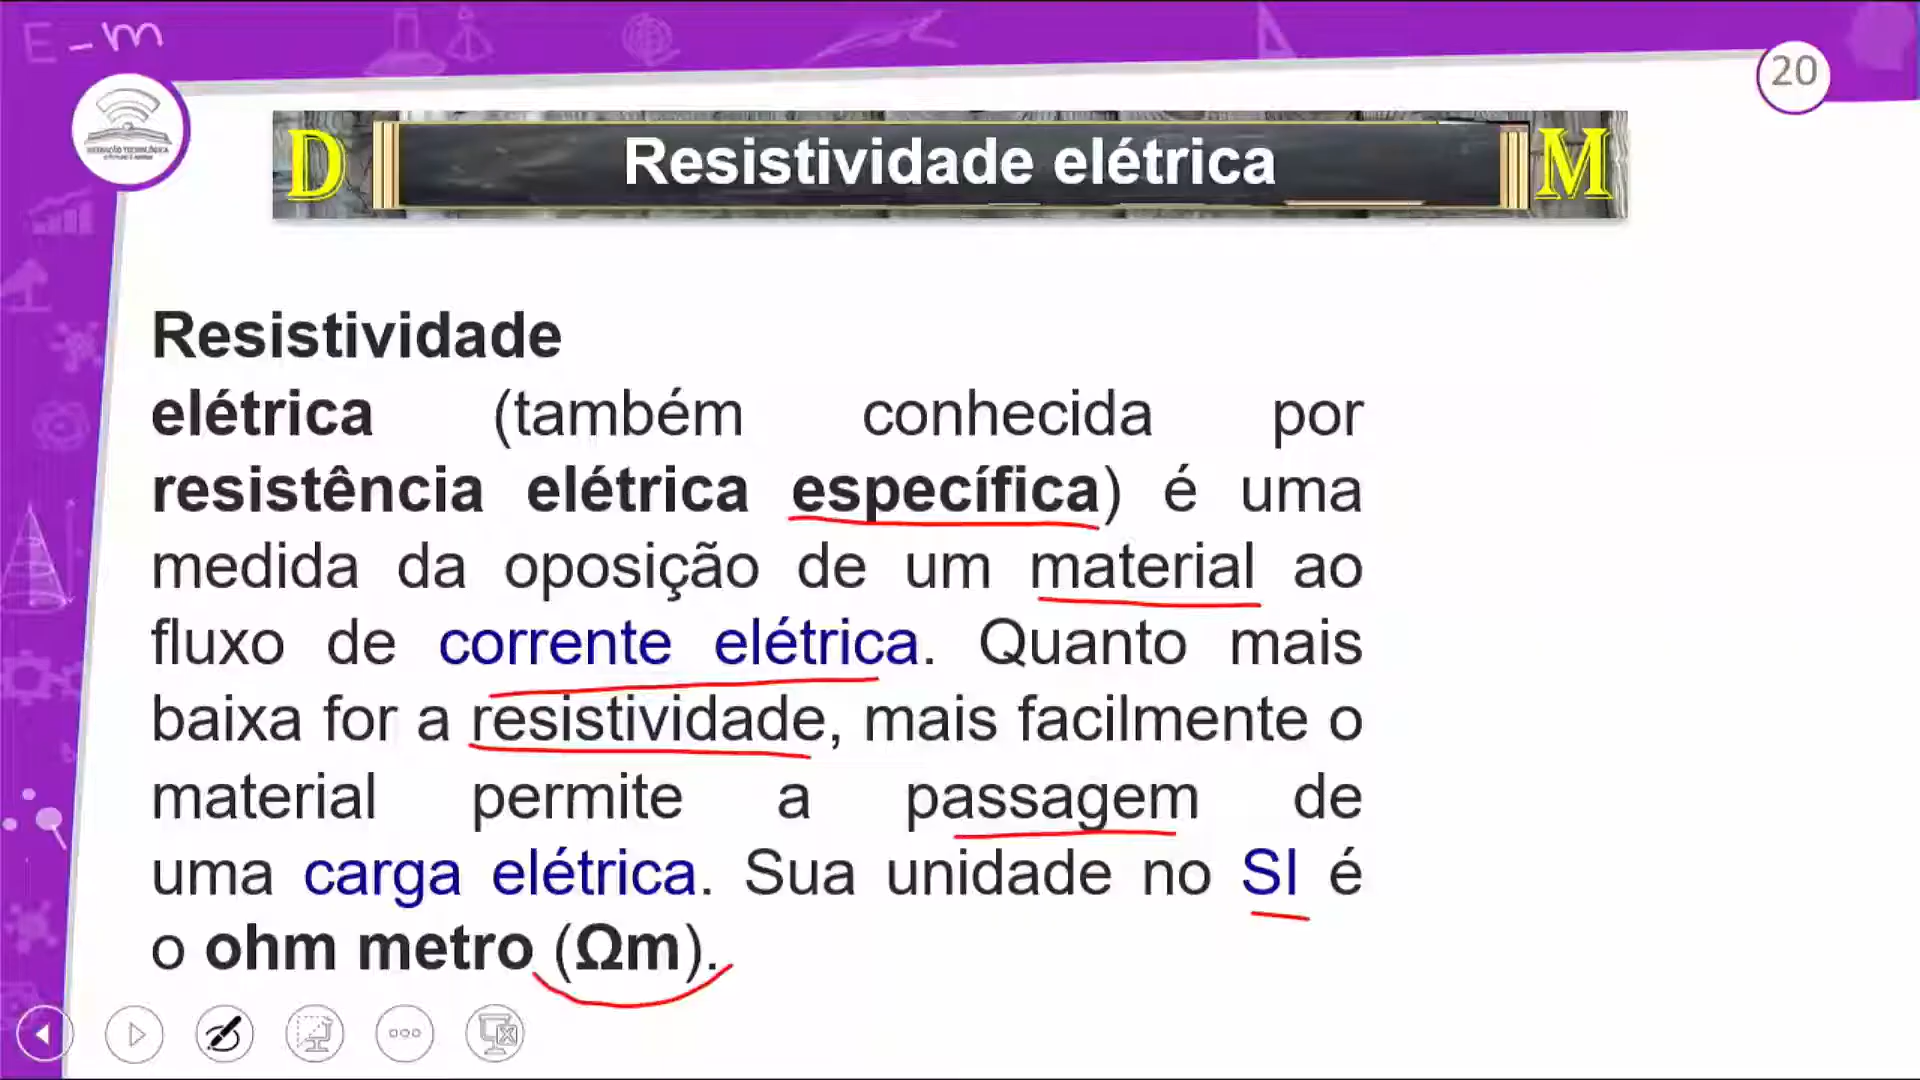 E-m
20
D Resistividade elétrica M
Resistividade
elétrica (também conhecida por
resistência elétrica específica) é uma
medida da oposição de um material ao
fluxo de corrente elétrica. Quanto mais
baixa for a resistividade, mais facilmente o
material permite a passagem de
uma carga elétrica. Sua unidade no SI é
o ohm metro (Ωm).